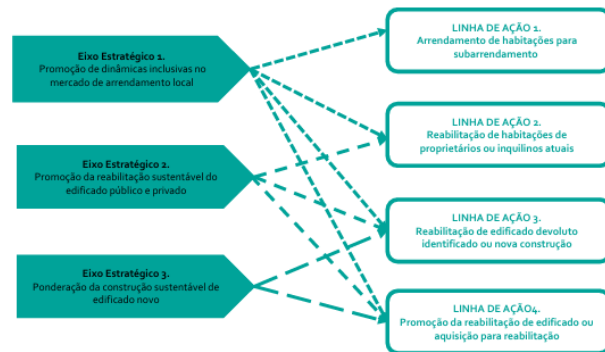 Eixo Estratégico 1.
Promoção de dinâmicas inclusivas no
mercado de arrendamento local
Eixo Estratégico 2.
Promoção da reabilitação sustentável do
edificado público e privado
Eixo Estratégico 3.
Ponderação da construção sustentável de
edificado novo
LINHA DE AÇÃO 1.
Arrendamento de habitações para
subarrendamento
LINHA DE AÇÃO 2.
Reabilitação de habitações de
proprietários ou inquilinos atuais
LINHA DE AÇÃO 3.
Reabilitação de edificado devoluto
identificado ou nova construção
LINHA DE AÇÃO4.
Promoção da reabilitação de edificado ou
aquisição para reabilitação